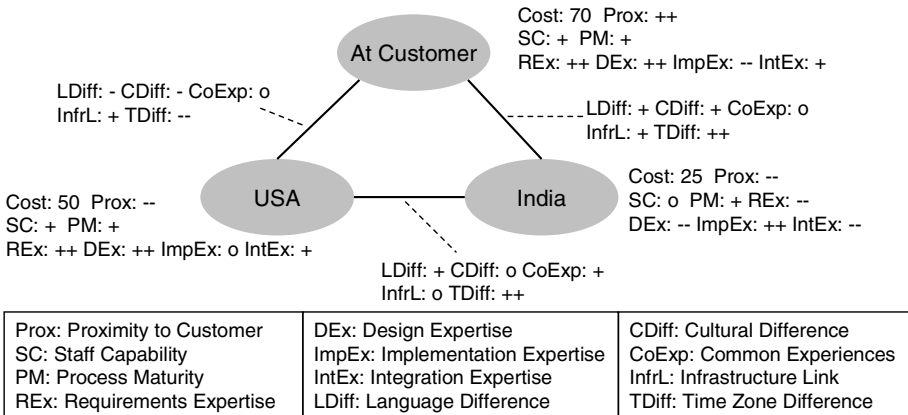 Cost: 70 Prox: ++
SC: + PM: +
REx: ++ DEx: ++ ImpEx: -- IntEx: +
At Customer
LDiff: - CDiff: - CoExp: o
InfrL: + TDiff: --
LDiff: + CDiff: + CoExp: o
InfrL: + TDiff: ++
USA
India
Cost: 50 Prox: --
SC: + PM: +
REx: ++ DEx: ++ ImpEx: o IntEx: +
Cost: 25 Prox: --
SC: o PM: + REx: --
DEx: -- ImpEx: ++ IntEx: --
LDiff: + CDiff: o CoExp: +
InfrL: o TDiff: ++
Prox: Proximity to Customer
SC: Staff Capability
PM: Process Maturity
REx: Requirements Expertise
DEx: Design Expertise
ImpEx: Implementation Expertise
IntEx: Integration Expertise
LDiff: Language Difference
CDiff: Cultural Difference
CoExp: Common Experiences
InfrL: Infrastructure Link
TDiff: Time Zone Difference